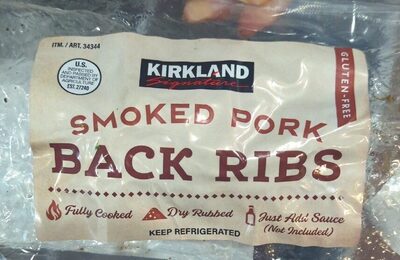 ITM. / ART. 34344
U.S.
INSPECTED
AND PASSED BY
DEPARTMENT OF
AGRICULTURE
EST. 27240
KIRKLAND
Signature
GLUTEN-FREE
SMOKED PORK
BACK RIBS
Fully Cooked
Dry Rubbed
Just Add Sauce
(Not Included)
KEEP REFRIGERATED